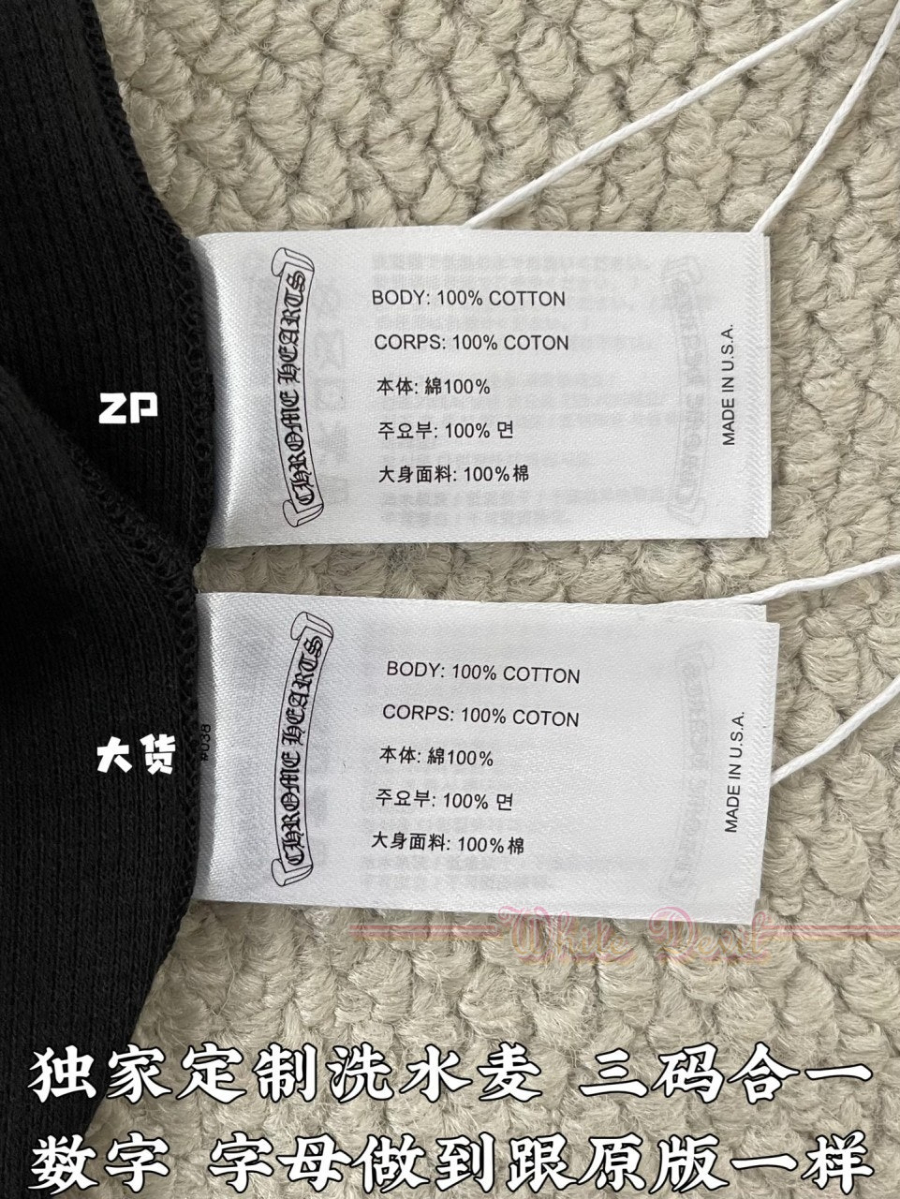 CHROME HEARTS
BODY: 100% COTTON
CORPS: 100% COTON
本体: 綿100%
주요부: 100% 면
大身面料: 100%棉
MADE IN U.S.A.
ZP
CHROME HEARTS
BODY: 100% COTTON
CORPS: 100% COTON
本体: 綿100%
주요부: 100% 면
大身面料: 100%棉
MADE IN U.S.A.
大货
White Devil
独家定制洗水麦 三码合一
数字 字母做到跟原版一样